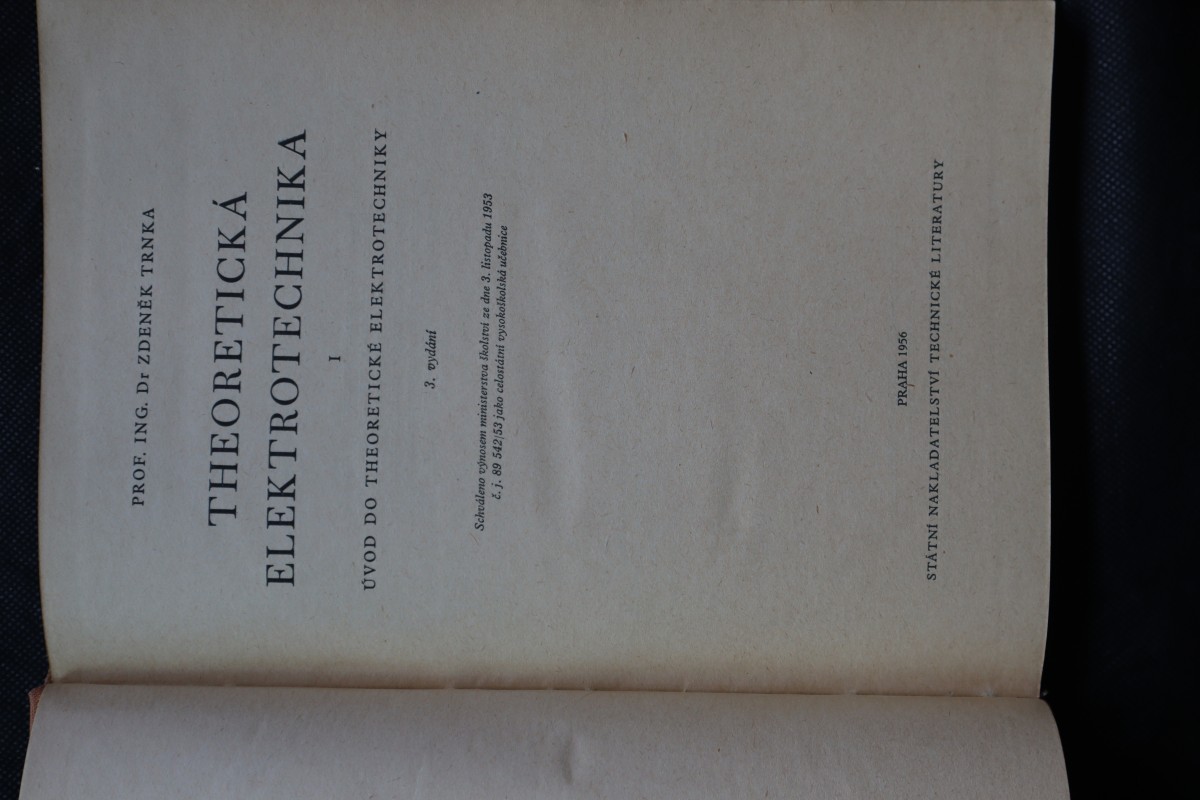 PROF. ING. Dr ZDENĚK TRNKA
THEORETICKÁ
ELEKTROTECHNIKA
I
ÚVOD DO THEORETICKÉ ELEKTROTECHNIKY
3. vydání
Schváleno výnosem ministerstva školství ze dne 3. listopadu 1953
č. j. 89 542/53 jako celostátní vysokoškolská učebnice
PRAHA 1956
STÁTNÍ NAKLADATELSTVÍ TECHNICKÉ LITERATURY